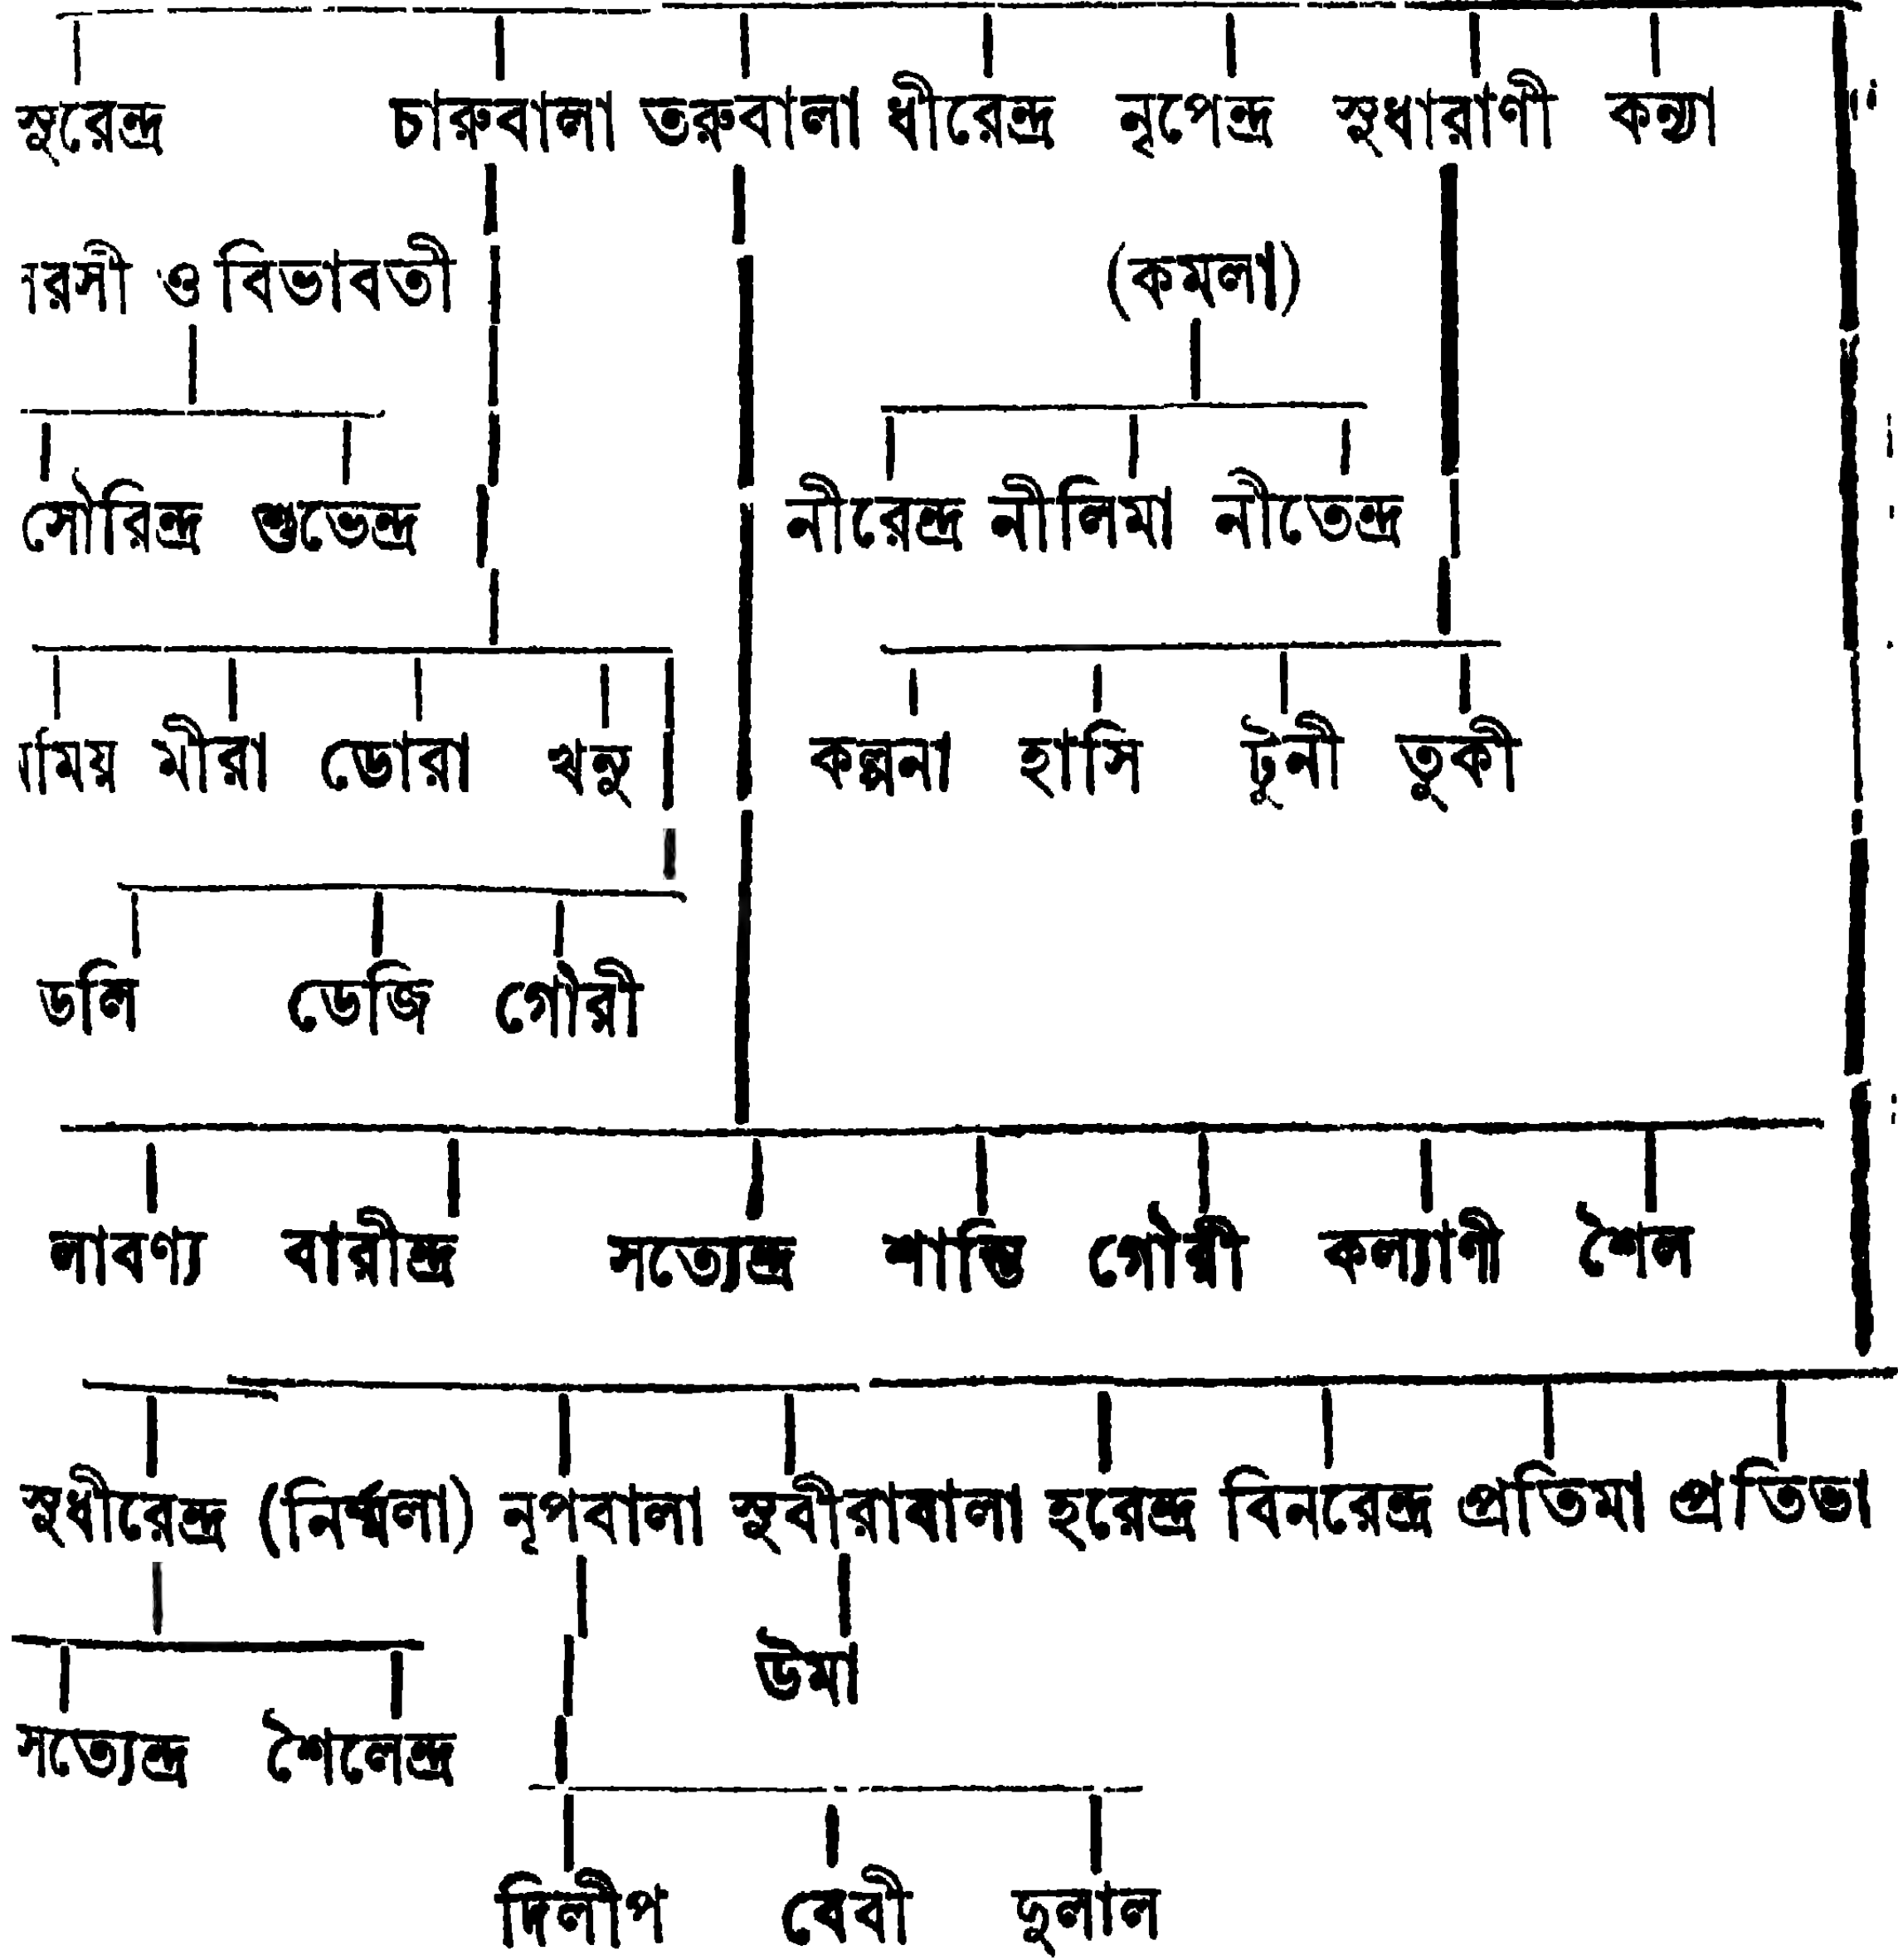 সুরেন্দ্র চারুবালা তরুবালা ধীরেন্দ্র নৃপেন্দ্র সুধারাণী কন্যা
ও বিভাবতী (কমলা)
সৌরিন্দ্র শুভেন্দ্র নীরেন্দ্র নীলিমা নীতেন্দ্র
মীরা ডোরা খনু কল্পনা হাসি টুনী তুকী
ডলি ডেজি গৌরী
লাবণ্য বারীন্দ্র সত্যেন্দ্র শান্তি গৌরী কল্যাণী শৈল
সুধীরেন্দ্র (নির্ম্মলা) নৃপবালা সুবীরাবালা হরেন্দ্র বিনরেন্দ্র প্রতিমা প্রতিভা
উমা
সত্যেন্দ্র শৈলেন্দ্র
দিলীপ বেবী দুলাল